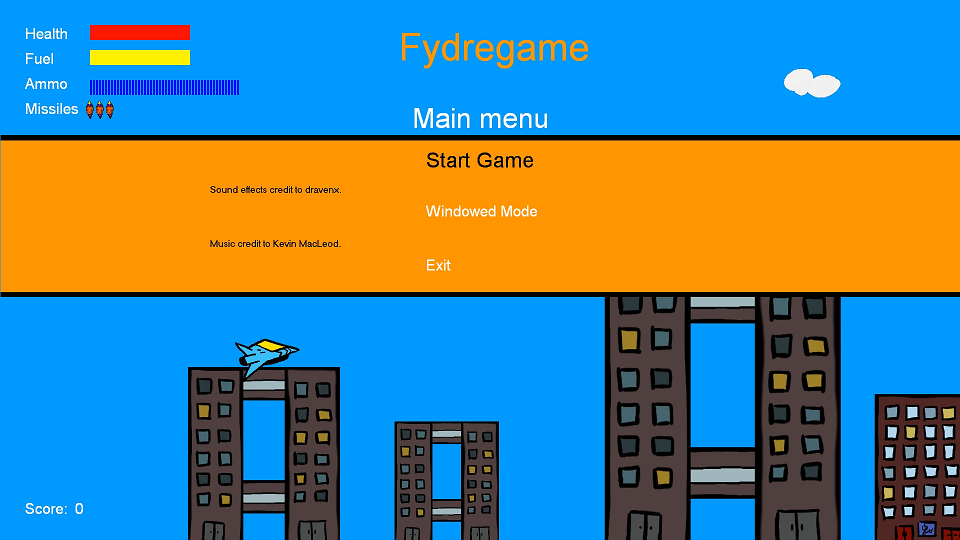 Health
Fuel
Ammo
Missiles
Fydregame
Main menu
Start Game
Sound effects credit to dravenx.
Windowed Mode
Music credit to Kevin MacLeod.
Exit
Score: 0